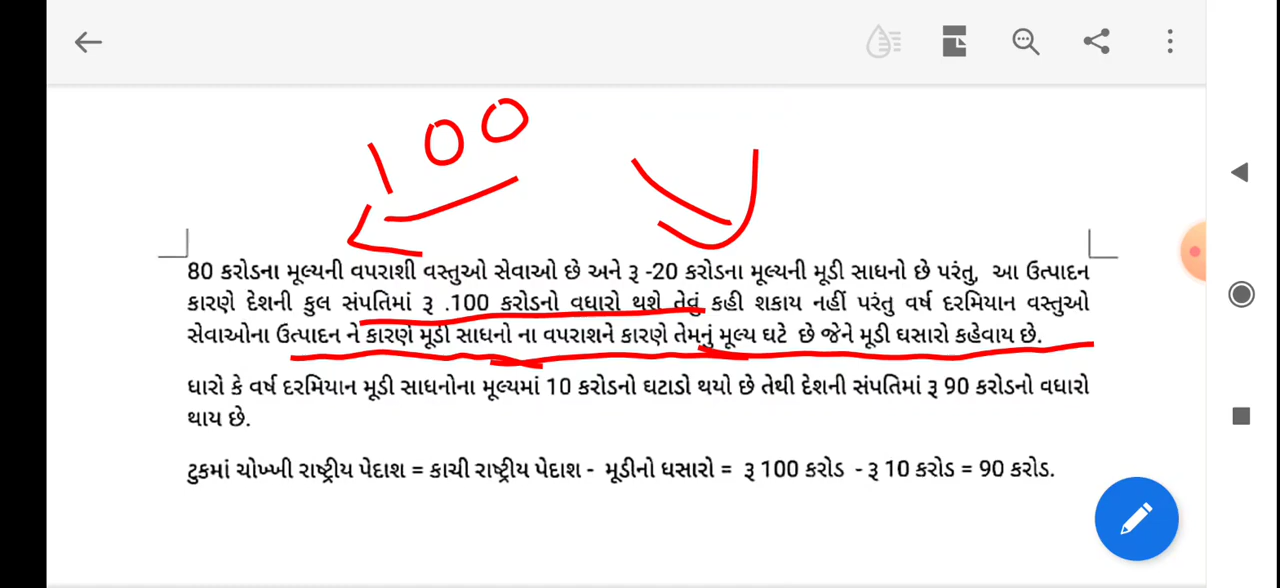 100
80 કરોડના મૂલ્યની વપરાશી વસ્તુઓ સેવાઓ છે અને રૂ -20 કરોડના મૂલ્યની મૂડી સાધનો છે પરંતુ, આ ઉત્પાદન
કારણે દેશની કુલ સંપતિમાં રૂ .100 કરોડનો વધારો થશે તેવું કહી શકાય નહીં પરંતુ વર્ષ દરમિયાન વસ્તુઓ
સેવાઓના ઉત્પાદન ને કારણે મૂડી સાધનો ના વપરાશને કારણે તેમનું મૂલ્ય ઘટે છે જેને મૂડી ઘસારો કહેવાય છે.
ધારો કે વર્ષ દરમિયાન મૂડી સાધનોના મૂલ્યમાં 10 કરોડનો ઘટાડો થયો છે તેથી દેશની સંપતિમાં રૂ 90 કરોડનો વધારો
થાય છે.
ટુકમાં ચોખ્ખી રાષ્ટ્રીય પેદાશ = કાચી રાષ્ટ્રીય પેદાશ - મૂડીનો ઘસારો = રૂ 100 કરોડ - રૂ 10 કરોડ = 90 કરોડ.